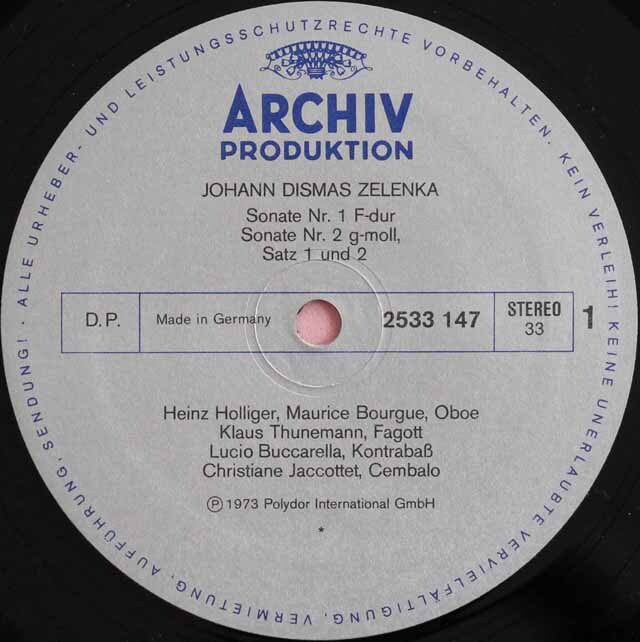 ALLE URHEBER- UND LEISTUNGSSCHUTZRECHTE VORBEHALTEN. KEIN VERLEIH! KEINE UNERLAUBTE VERVIELFÄLTIGUNG, VERMIETUNG, AUFFÜHRUNG, SENDUNG!
ARCHIV
PRODUKTION
JOHANN DISMAS ZELENKA
Sonate Nr. 1 F-dur
Sonate Nr. 2 g-moll,
Satz 1 und 2
D.P. Made in Germany 2533 147 STEREO 33 1
Heinz Holliger, Maurice Bourgue, Oboe
Klaus Thunemann, Fagott
Lucio Buccarella, Kontrabaß
Christiane Jaccottet, Cembalo
Ⓟ 1973 Polydor International GmbH
*